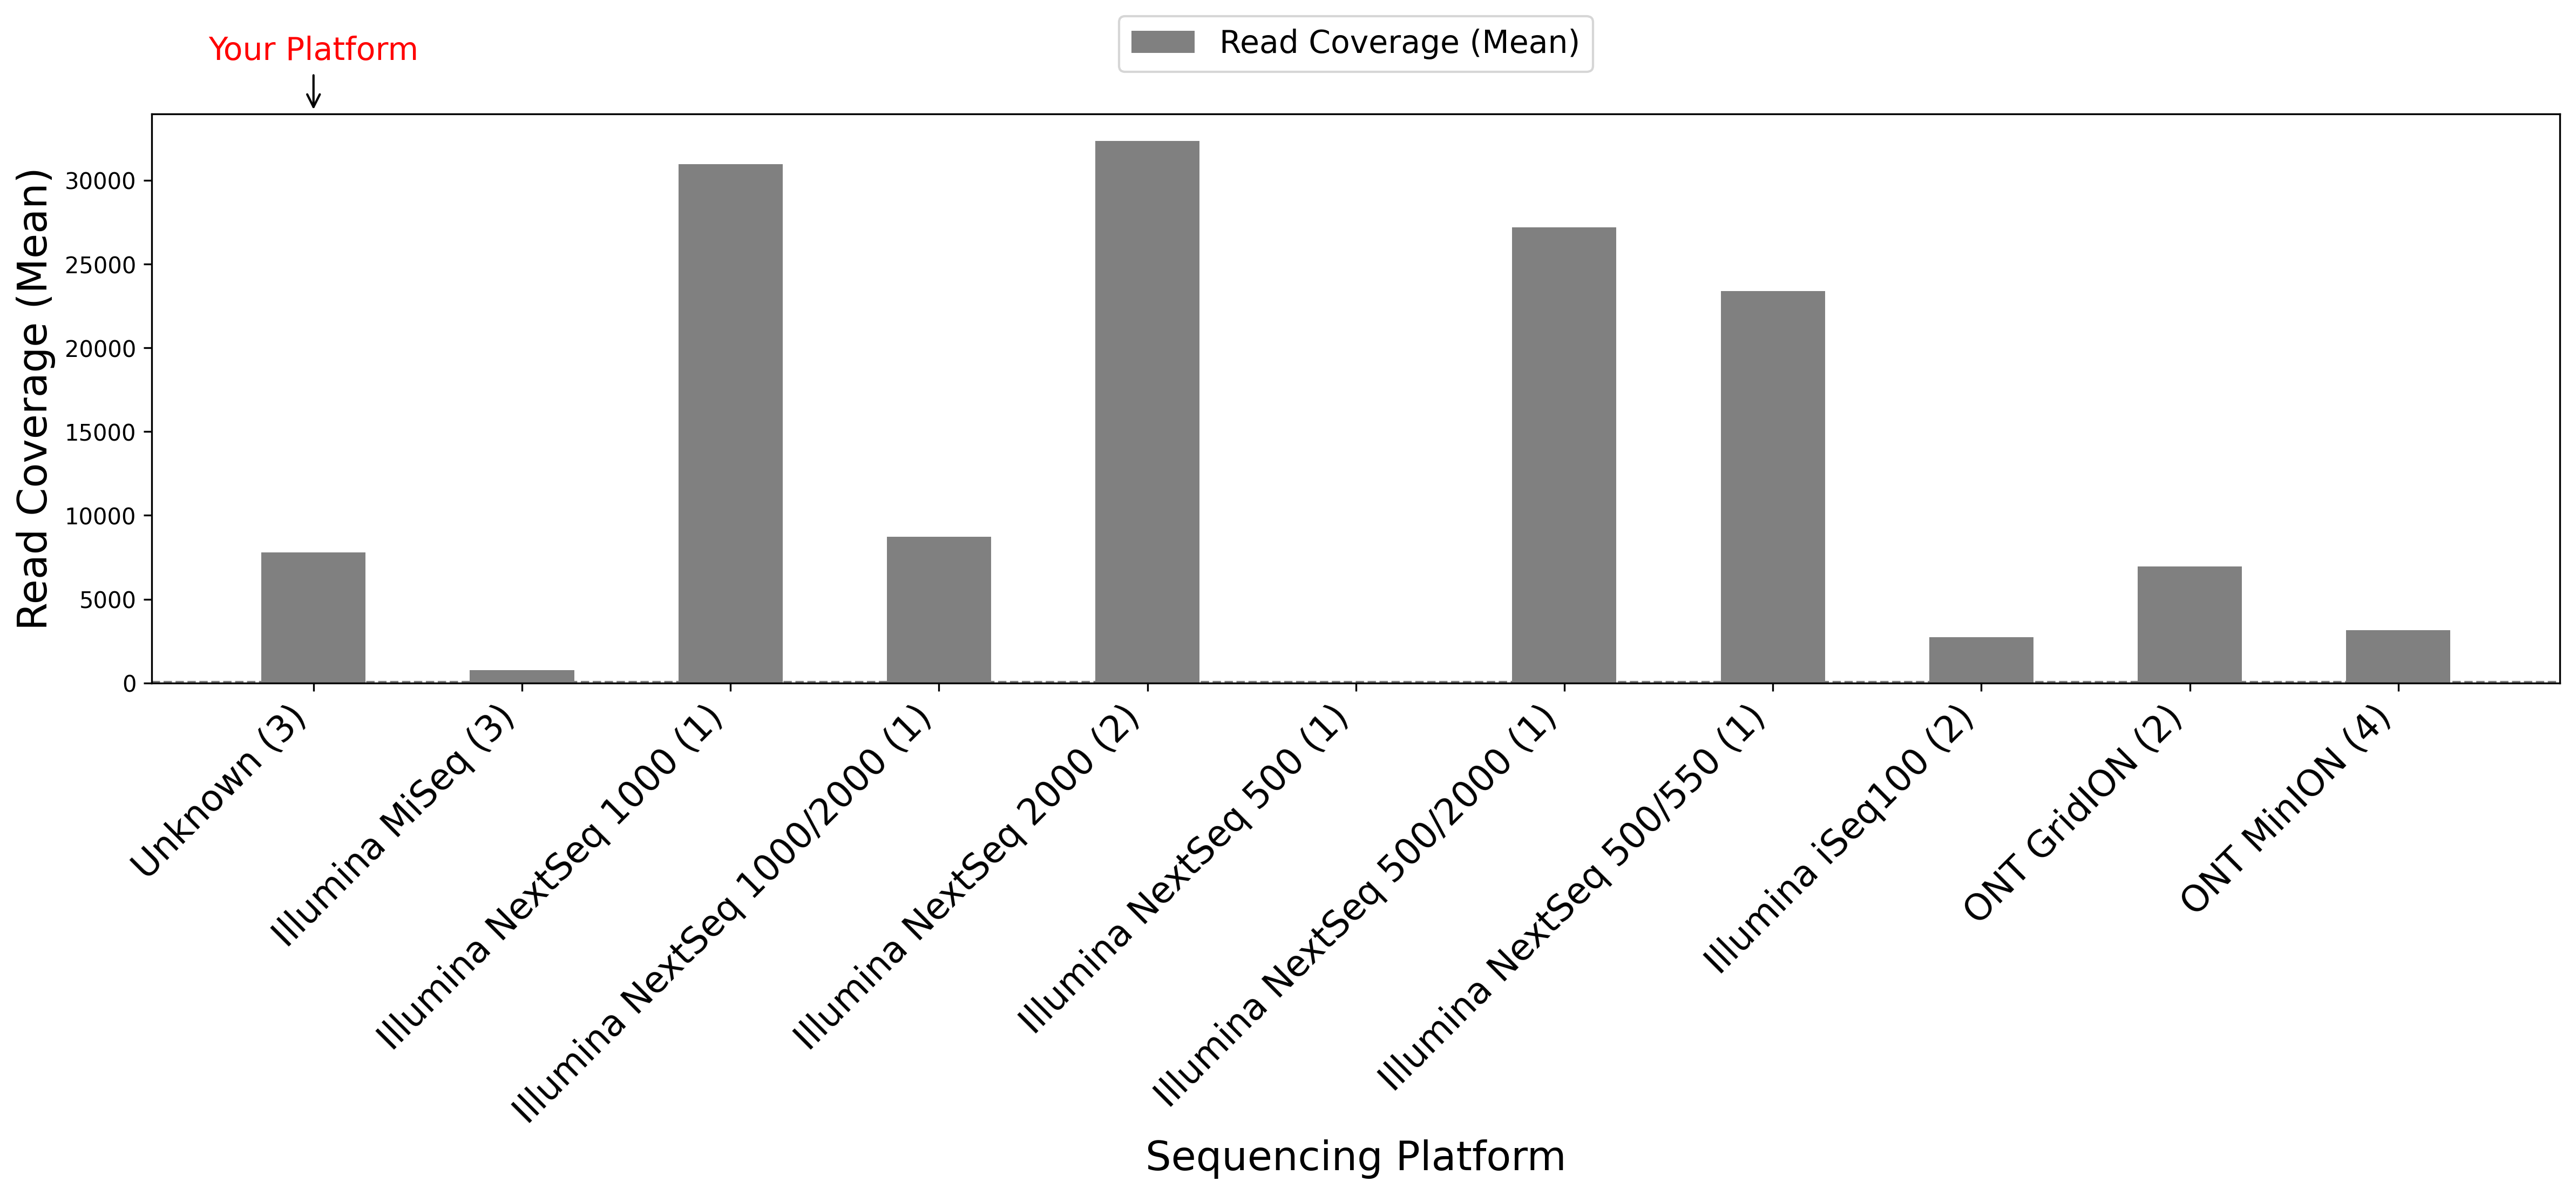 Your Platform
Read Coverage (Mean)
Read Coverage (Mean)
30000
25000
20000
15000
10000
5000
0
Unknown (3)
Illumina MiSeq (3)
Illumina NextSeq 1000 (1)
Illumina NextSeq 1000/2000 (1)
Illumina NextSeq 2000 (2)
Illumina NextSeq 500 (1)
Illumina NextSeq 500/2000 (1)
Illumina NextSeq 500/550 (1)
Illumina iSeq100 (2)
ONT GridION (2)
ONT MinION (4)
Sequencing Platform